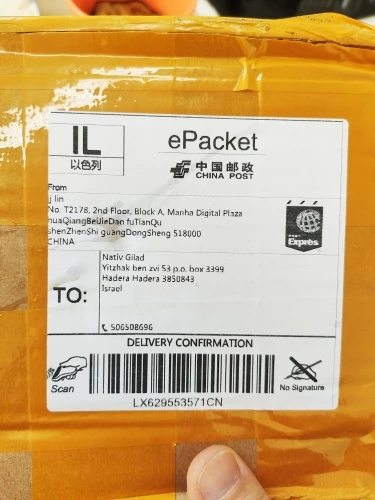 IL
以色列
ePacket
中国邮政
CHINA POST
From
j lin
No. T2178, 2nd Floor, Block A, Manha Digital Plaza
huaQiangBeiJieDao fuTianQu
shenZhenShi guangDongSheng 518000
CHINA
Exprès
TO:
Nativ Gilad
Yitzhak ben zvi 53 p.o. box 3399
Hadera Hadera 3850843
Israel
506508696
DELIVERY CONFIRMATION
Scan
No Signature
LX629553571CN